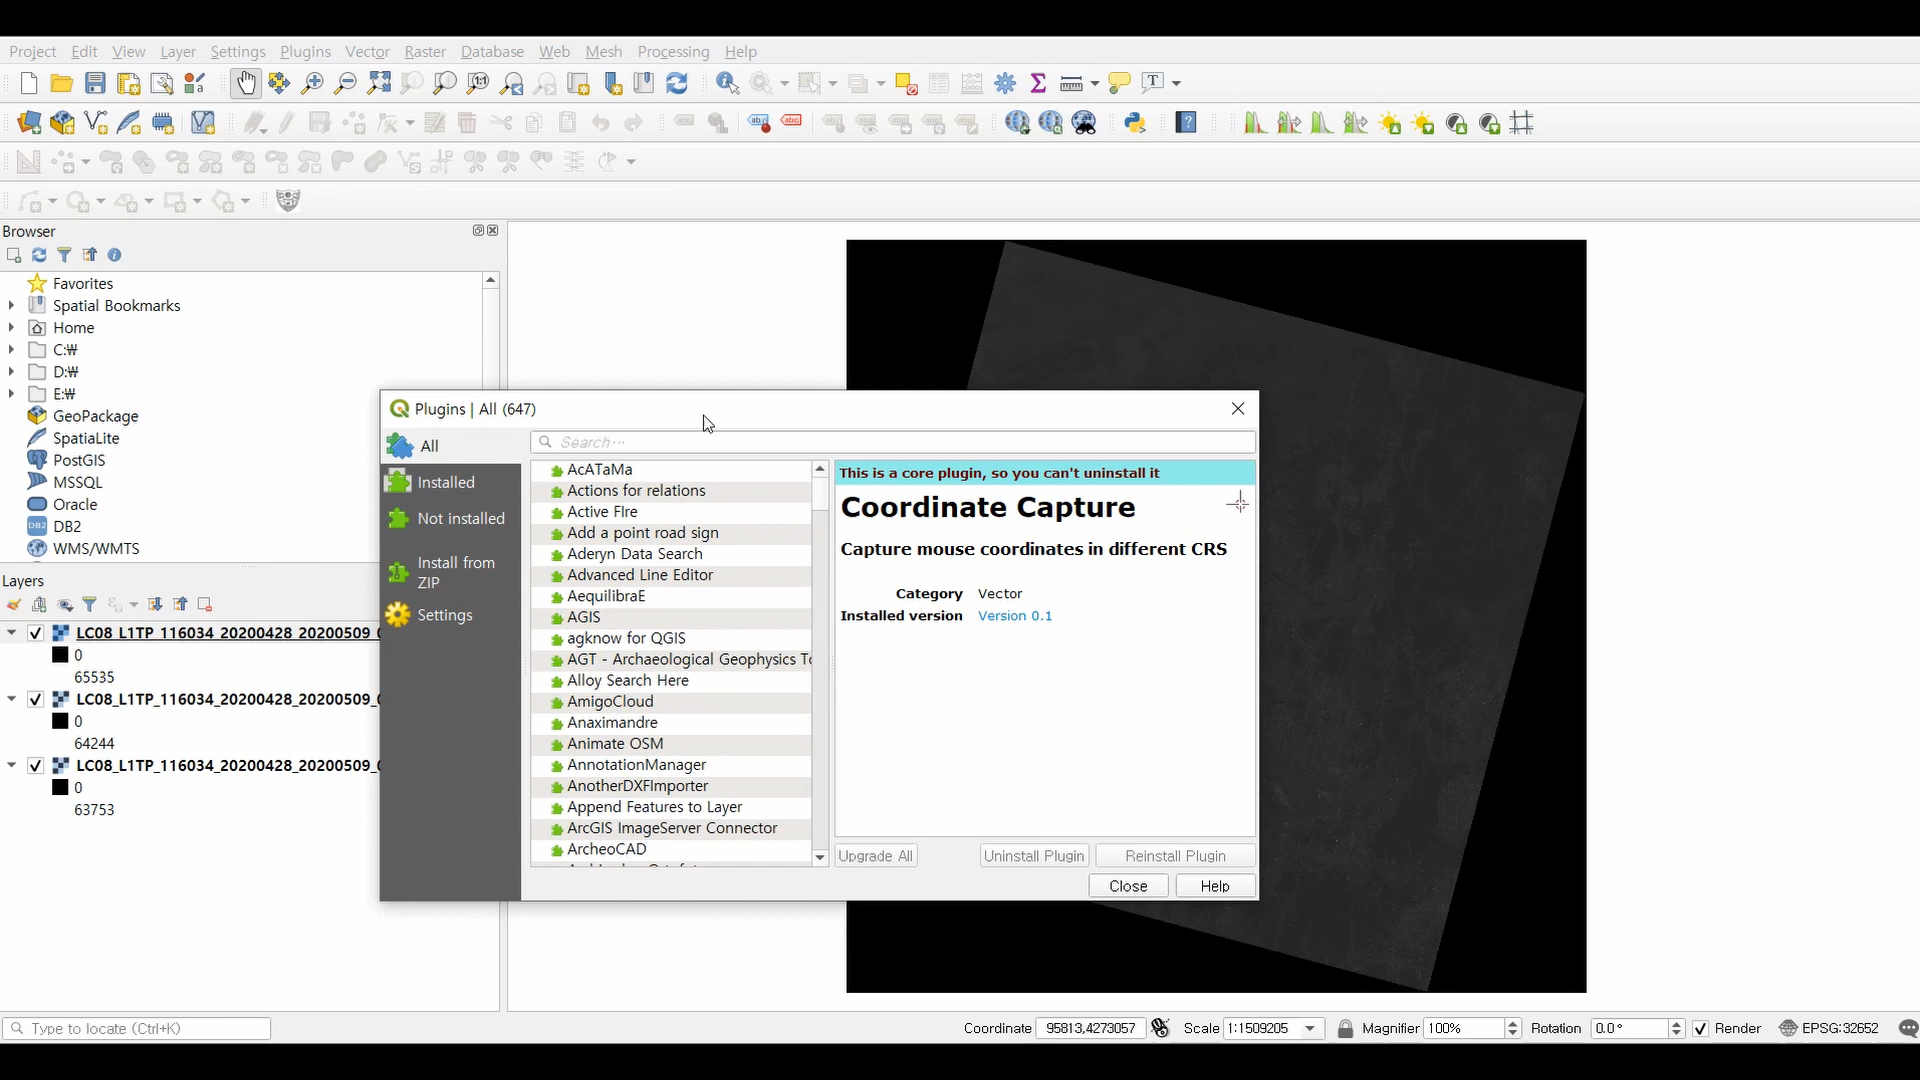 Project Edit View Layer Settings Plugins Vector Raster Database Web Mesh Processing Help
Browser
Favorites
Spatial Bookmarks
Home
C:₩
D:₩
E:₩
GeoPackage
SpatiaLite
PostGIS
MSSQL
Oracle
DB2
WMS/WMTS
Layers
LC08_L1TP_116034_20200428_20200509_
0
65535
LC08_L1TP_116034_20200428_20200509_
0
64244
LC08_L1TP_116034_20200428_20200509_
0
63753
Plugins | All (647)
All
Installed
Not installed
Install from
ZIP
Settings
Search…
AcATaMa
Actions for relations
Active FIre
Add a point road sign
Aderyn Data Search
Advanced Line Editor
AequilibraE
AGIS
agknow for QGIS
AGT - Archaeological Geophysics
Alloy Search Here
AmigoCloud
Anaximandre
Animate OSM
AnnotationManager
AnotherDXFImporter
Append Features to Layer
ArcGIS ImageServer Connector
ArcheoCAD
This is a core plugin, so you can't uninstall it
Coordinate Capture
Capture mouse coordinates in different CRS
Category Vector
Installed version Version 0.1
Upgrade All Uninstall Plugin Reinstall Plugin
Close Help
Type to locate (Ctrl+K) Coordinate 95813,4273057 Scale 1:1509205 Magnifier 100% Rotation 0.0° Render EPSG:32652